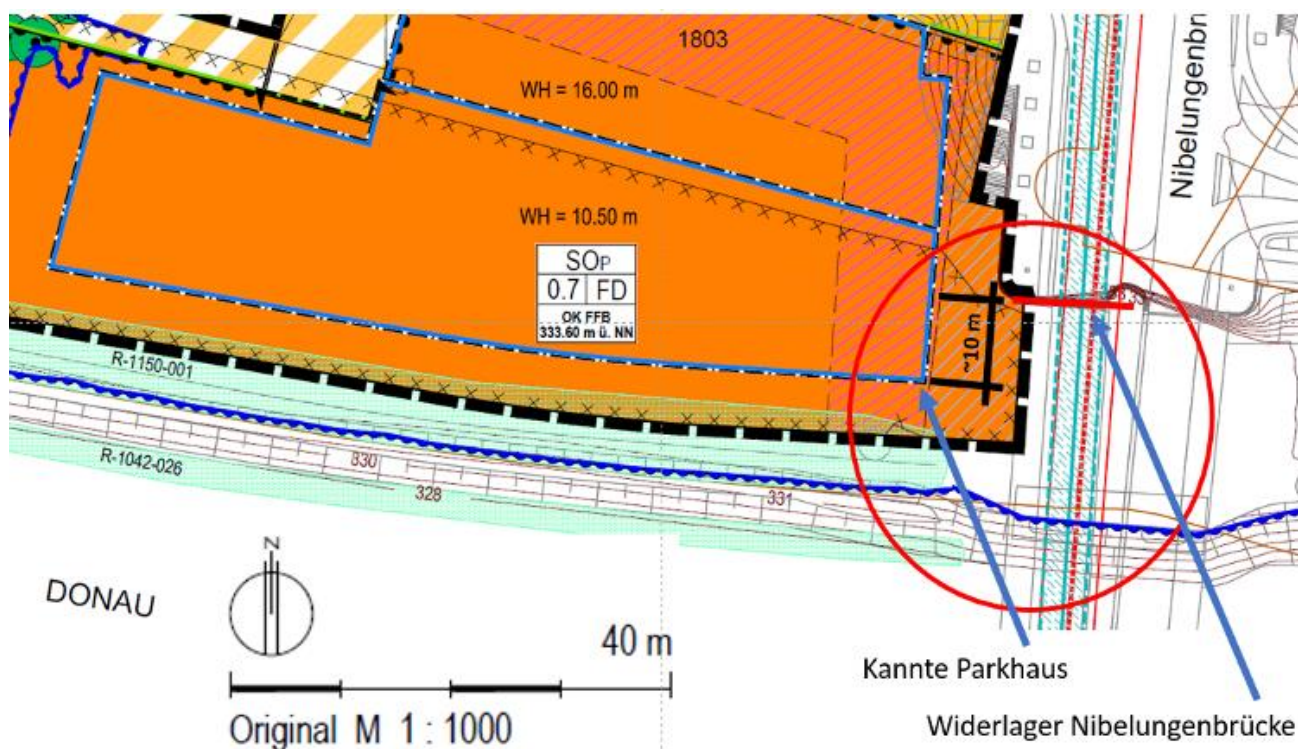 1803
WH = 16.00 m
Nibelungenbr
WH = 10.50 m
SOP
0.7 FD
OK FFB
333.60 m ü. NN
~10 m
R-1150-001
R-1042-026
830
328
331
N
DONAU
40 m
Original M 1 : 1000
Kannte Parkhaus
Widerlager Nibelungenbrücke